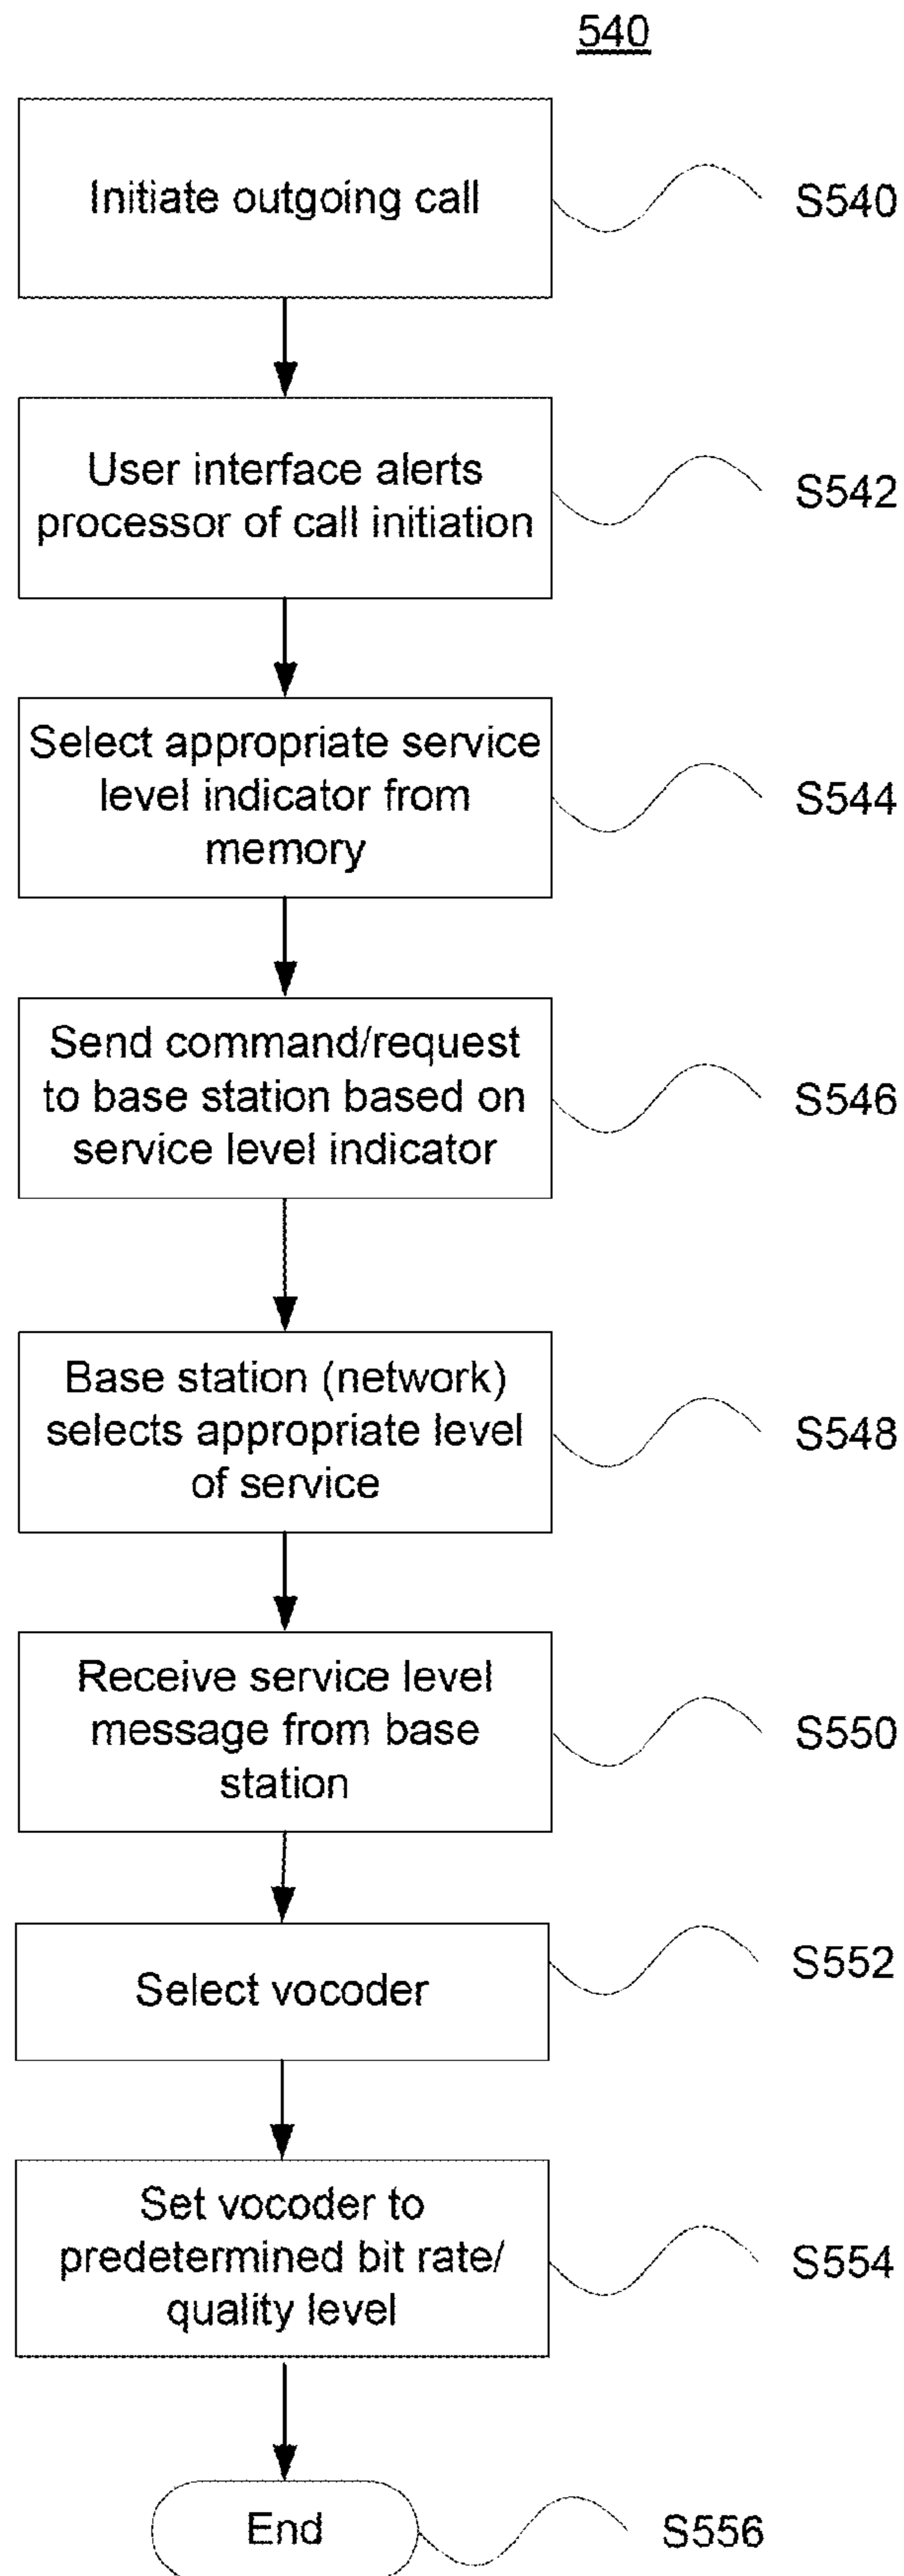 540
Initiate outgoing call
S540
User interface alerts
processor of call initiation
S542
Select appropriate service
level indicator from
memory
S544
Send command/request
to base station based on
service level indicator
S546
Base station (network)
selects appropriate level
of service
S548
Receive service level
message from base
station
S550
Select vocoder
S552
Set vocoder to
predetermined bit rate/
quality level
S554
End
S556